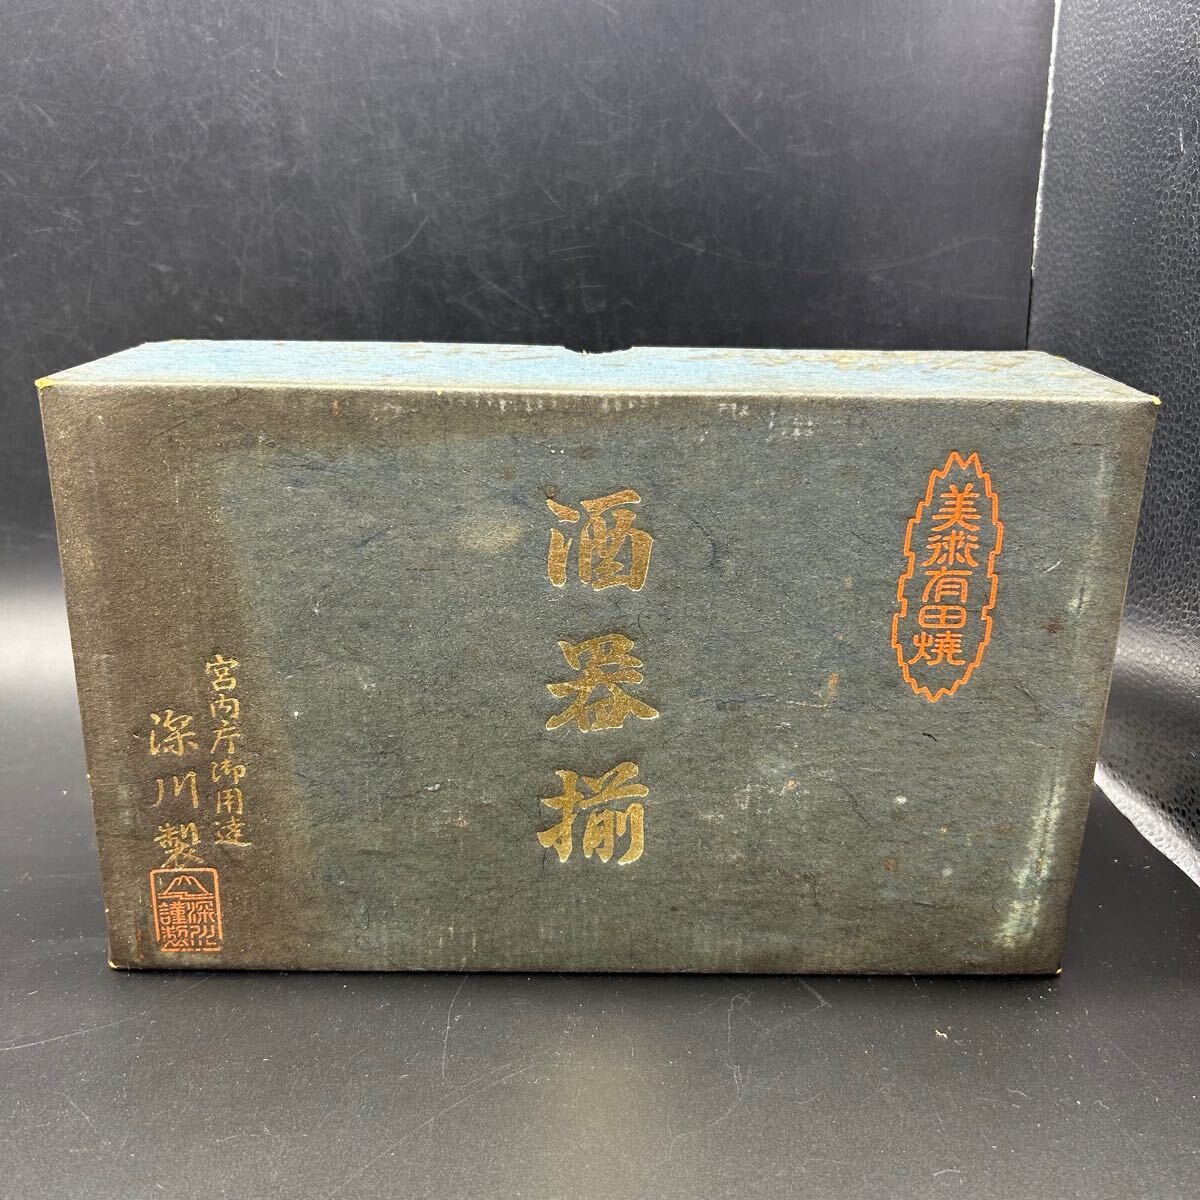 美術有田燒
酒器揃
宮内庁御用達
深川製
深川
謹製